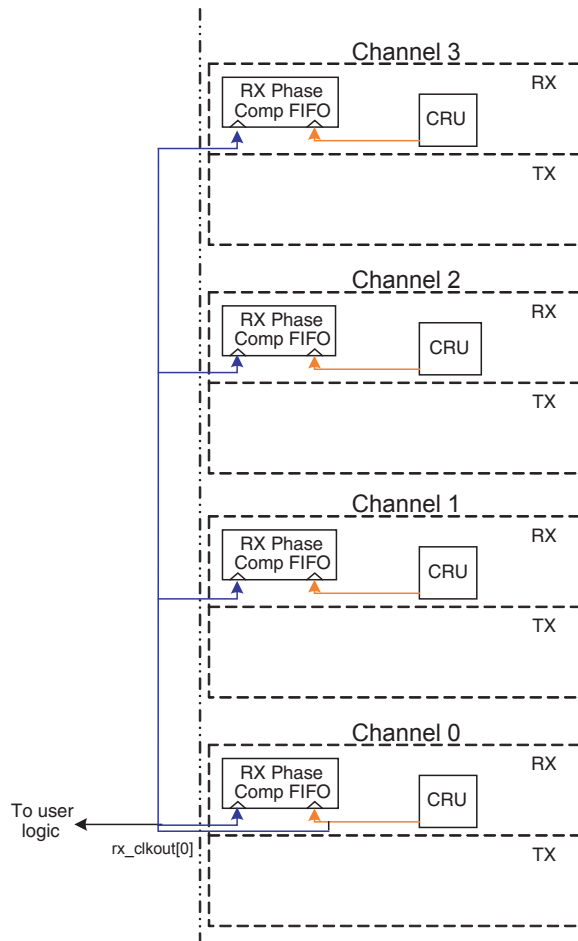 Channel 3
RX
RX Phase
Comp FIFO
CRU
TX
Channel 2
RX
RX Phase
Comp FIFO
CRU
TX
Channel 1
RX
RX Phase
Comp FIFO
CRU
TX
Channel 0
RX
RX Phase
Comp FIFO
CRU
To user
logic
rx_clkout[0]
TX